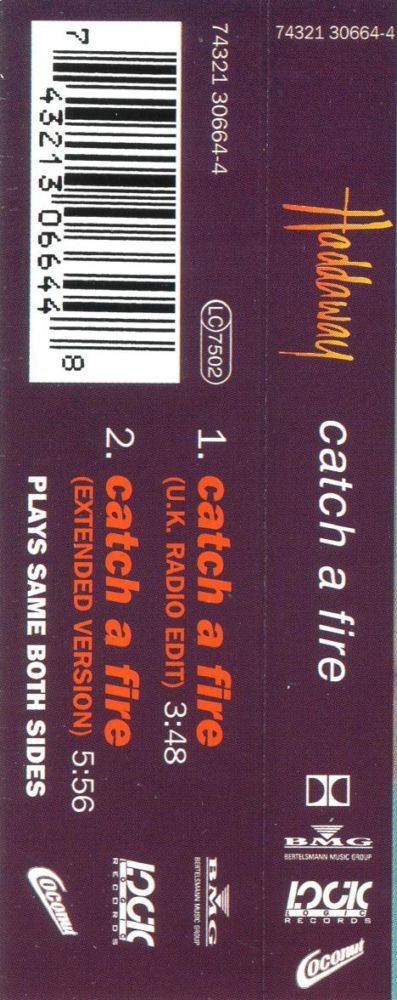 74321 30664-4
Haddaway
catch a fire
BMG
BERTELSMANN MUSIC GROUP
LOGIC
LOGIC
RECORDS
Coconut
74321 30664-4
LC 7502
1. catch a fire
(U.K. RADIO EDIT) 3:48
2. catch a fire
(EXTENDED VERSION) 5:56
PLAYS SAME BOTH SIDES
7 43213 06644 8
BMG
BERTELSMANN MUSIC GROUP
LOGIC
LOGIC
RECORDS
Coconut